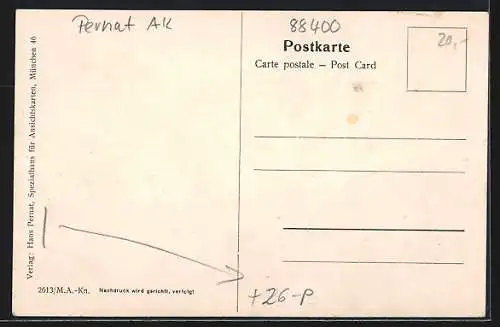 Pernat AK
88400
Postkarte
Carte postale – Post Card
20,-
Verlag: Hans Pernat, Spezialhaus für Ansichtskarten, München 46
2613/M.A.-Kn. Nachdruck wird gerichtl. verfolgt
+26-P